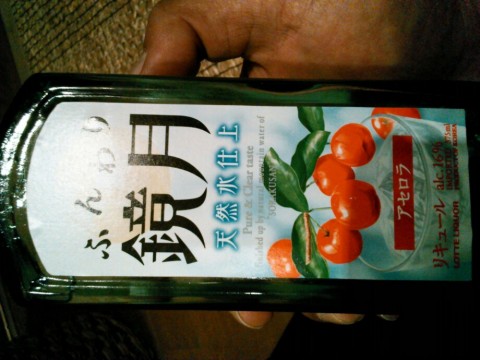 ふんわり
鏡月
天然水仕上
Pure & Clear taste
アセロラ
リキュール alc.16%
LOTTE LIQUOR